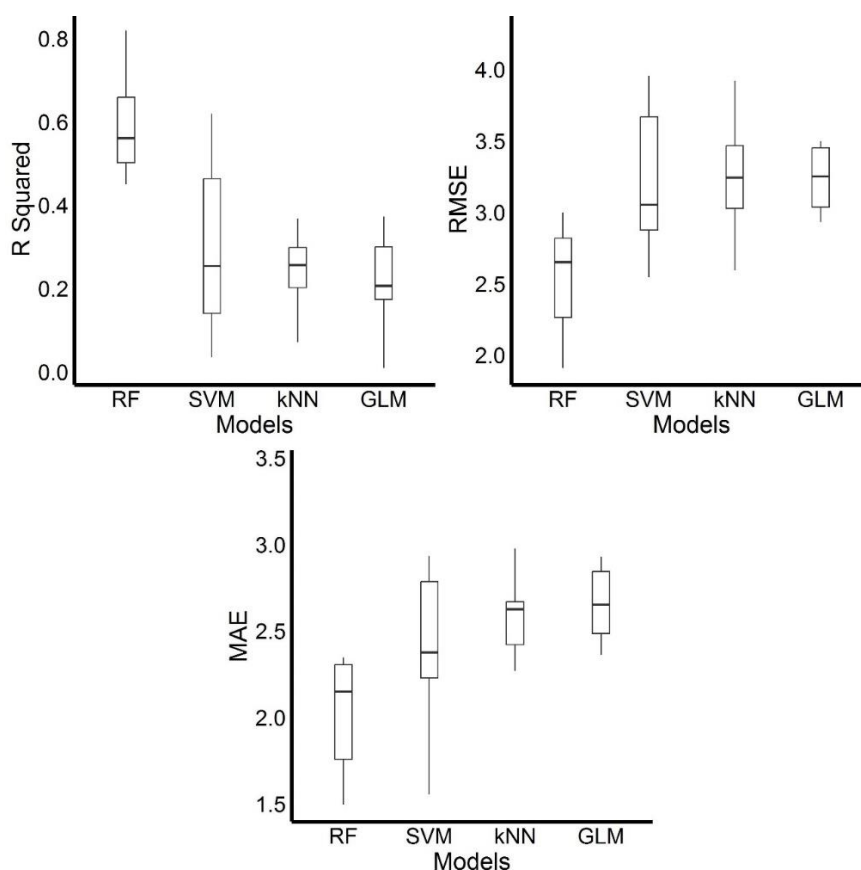 R Squared
0.8
0.6
0.4
0.2
0.0
RF SVM kNN GLM
Models
RMSE
4.0
3.5
3.0
2.5
2.0
RF SVM kNN GLM
Models
MAE
3.5
3.0
2.5
2.0
1.5
RF SVM kNN GLM
Models